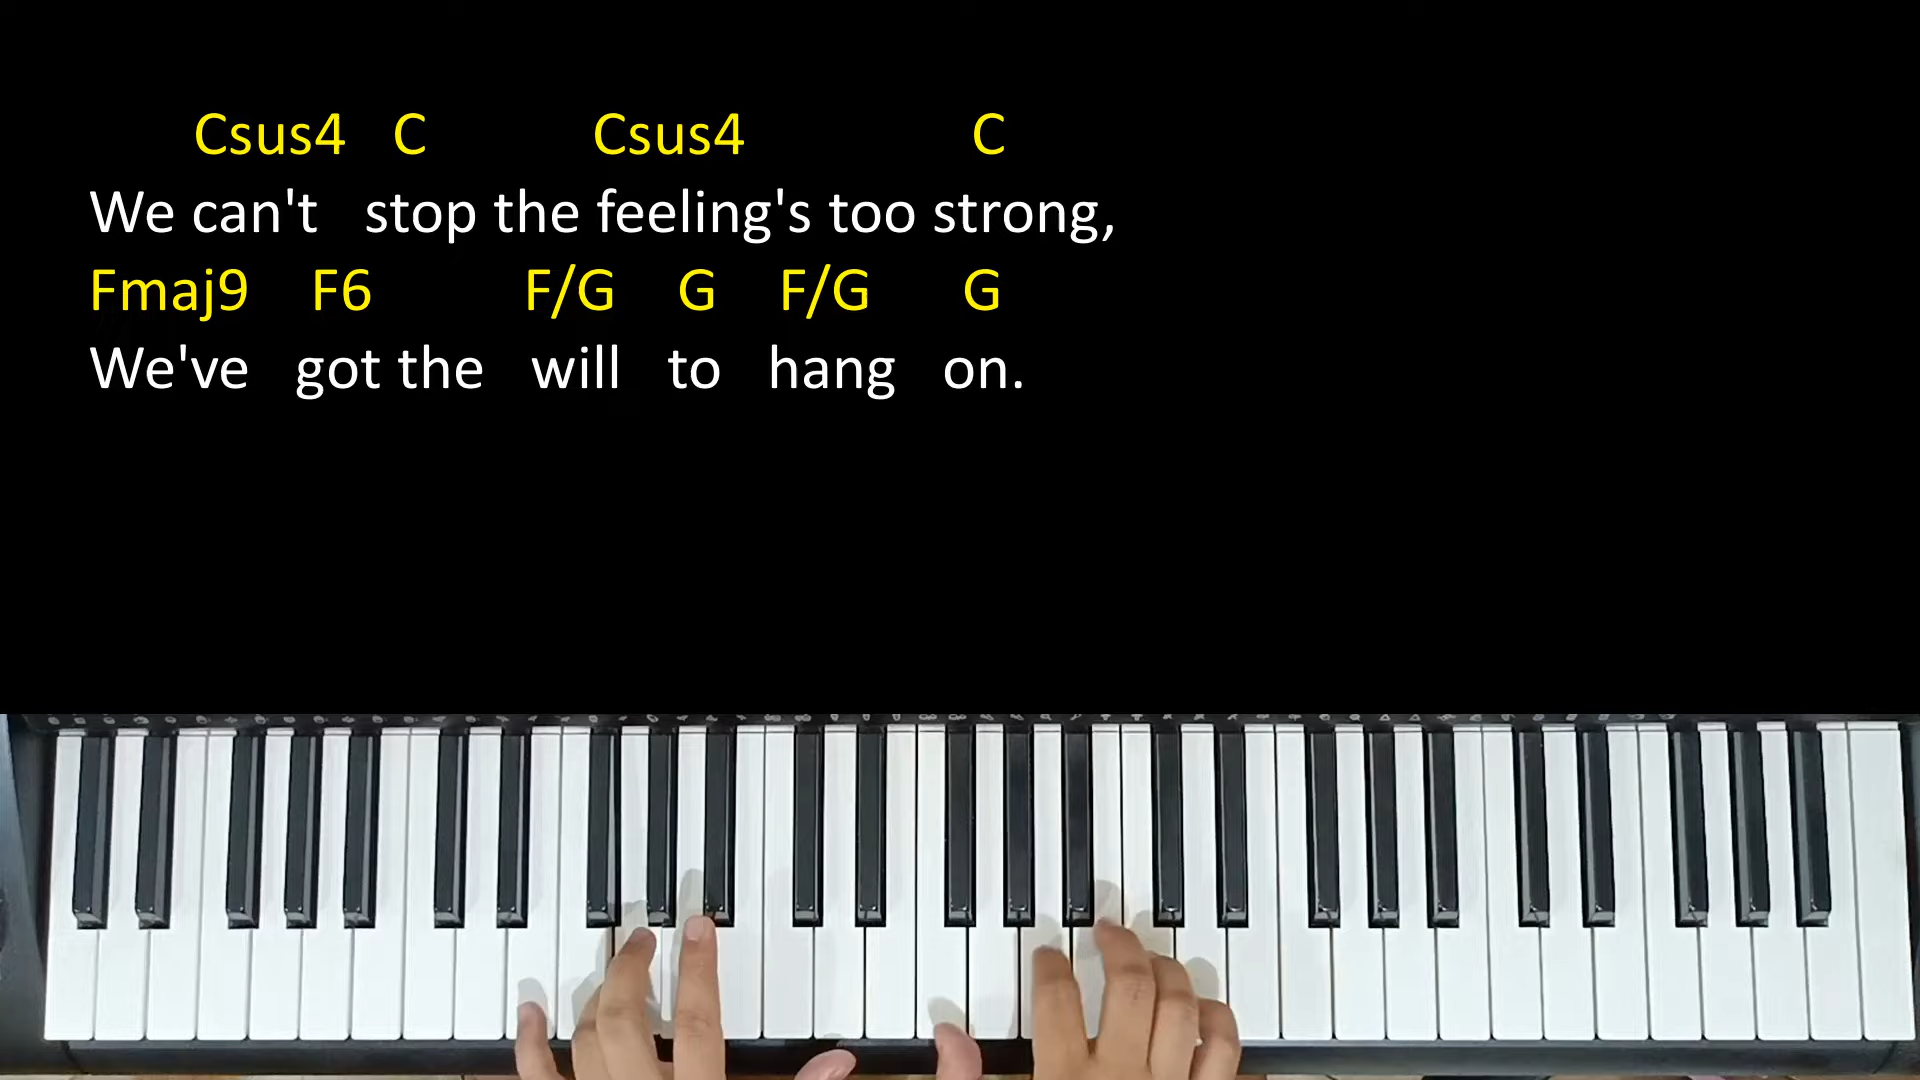 Csus4 C Csus4 C
We can't stop the feeling's too strong,
Fmaj9 F6 F/G G F/G G
We've got the will to hang on.